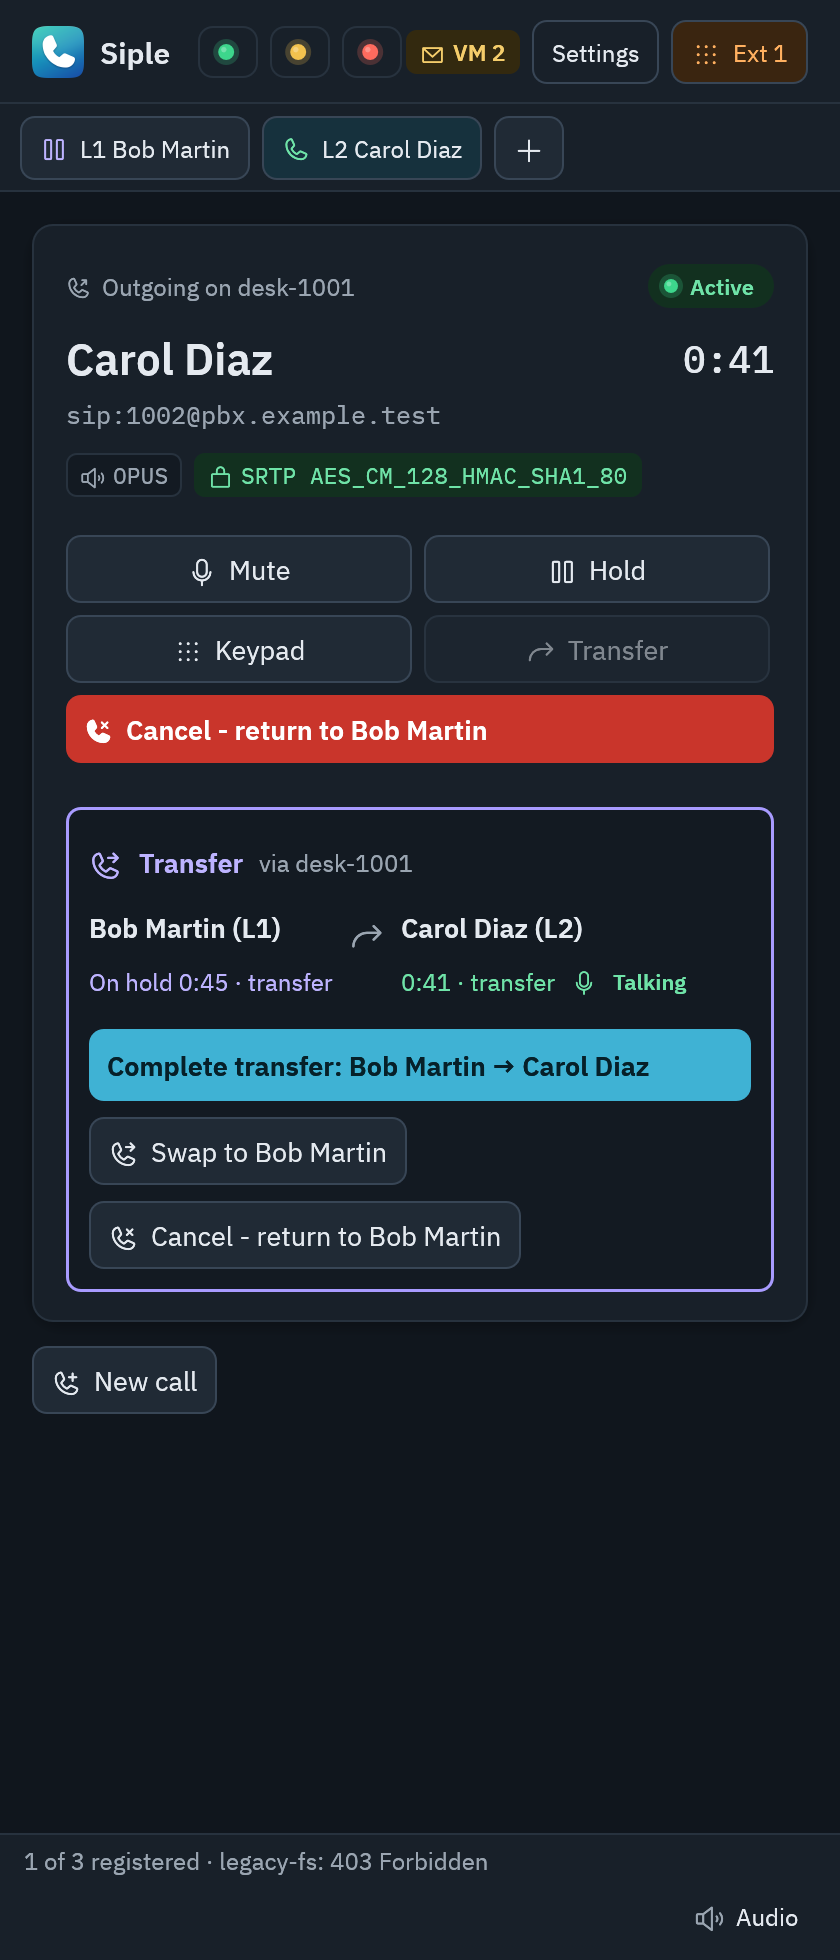 Siple
VM 2
Settings
Ext 1
L1 Bob Martin
L2 Carol Diaz
Outgoing on desk-1001
Active
Carol Diaz
0:41
sip:1002@pbx.example.test
OPUS
SRTP AES_CM_128_HMAC_SHA1_80
Mute
Hold
Keypad
Transfer
Cancel - return to Bob Martin
Transfer via desk-1001
Bob Martin (L1)
Carol Diaz (L2)
On hold 0:45 · transfer
0:41 · transfer
Talking
Complete transfer: Bob Martin → Carol Diaz
Swap to Bob Martin
Cancel - return to Bob Martin
New call
1 of 3 registered · legacy-fs: 403 Forbidden
Audio